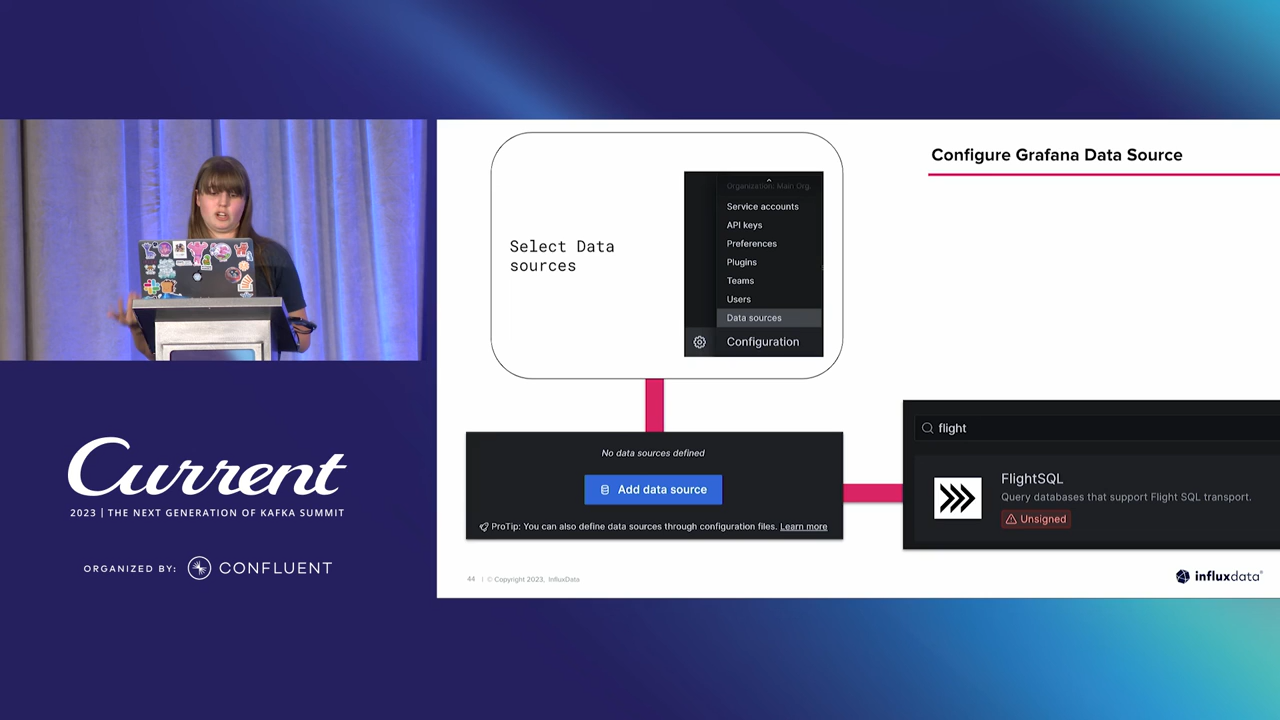 Configure Grafana Data Source
Select Data
sources
Organization: Main Org.
Service accounts
API keys
Preferences
Plugins
Teams
Users
Data sources
Configuration
No data sources defined
Add data source
ProTip: You can also define data sources through configuration files. Learn more
flight
FlightSQL
Query databases that support Flight SQL transport.
Unsigned
44 | © Copyright 2023, InfluxData
influxdata®
Current
2023 | THE NEXT GENERATION OF KAFKA SUMMIT
ORGANIZED BY: CONFLUENT